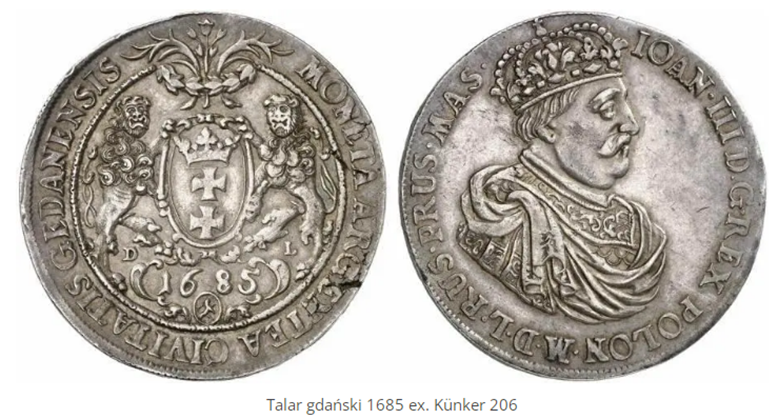 MONETA ARGENTEA CIVITATIS GEDANENSIS
D L
1685
IOAN·III D·G·REX POLON·M·D·L·RUS·PRUS·MAS·
Talar gdański 1685 ex. Künker 206